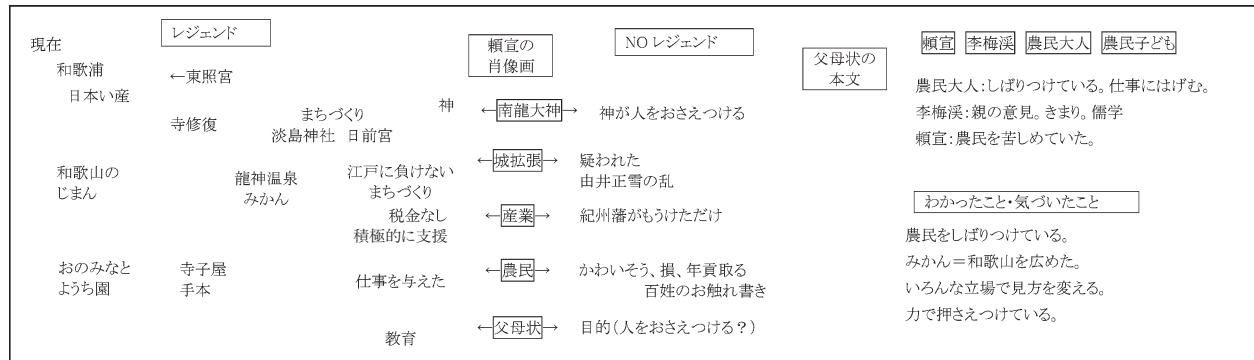 現在
レジェンド
頼宣の
肖像画
NOレジェンド
父母状の
本文
頼宣 李梅渓 農民大人 農民子ども
和歌浦
日本い産
←東照宮
寺修復
まちづくり
淡島神社 日前宮
神
←南龍大神→
神が人をおさえつける
和歌山の
じまん
龍神温泉
みかん
江戸に負けない
まちづくり
←城拡張→
疑われた
由井正雪の乱
税金なし
積極的に支援
←産業→
紀州藩がもうけただけ
おのみなと
ようち園
寺子屋
手本
仕事を与えた
←農民→
かわいそう、損、年貢取る
百姓のお触れ書き
教育
←父母状→
目的(人をおさえつける?)
農民大人:しばりつけている。仕事にはげむ。
李梅渓:親の意見。きまり。儒学
頼宣:農民を苦しめていた。
わかったこと・気づいたこと
農民をしばりつけている。
みかん=和歌山を広めた。
いろんな立場で見方を変える。
力で押さえつけている。